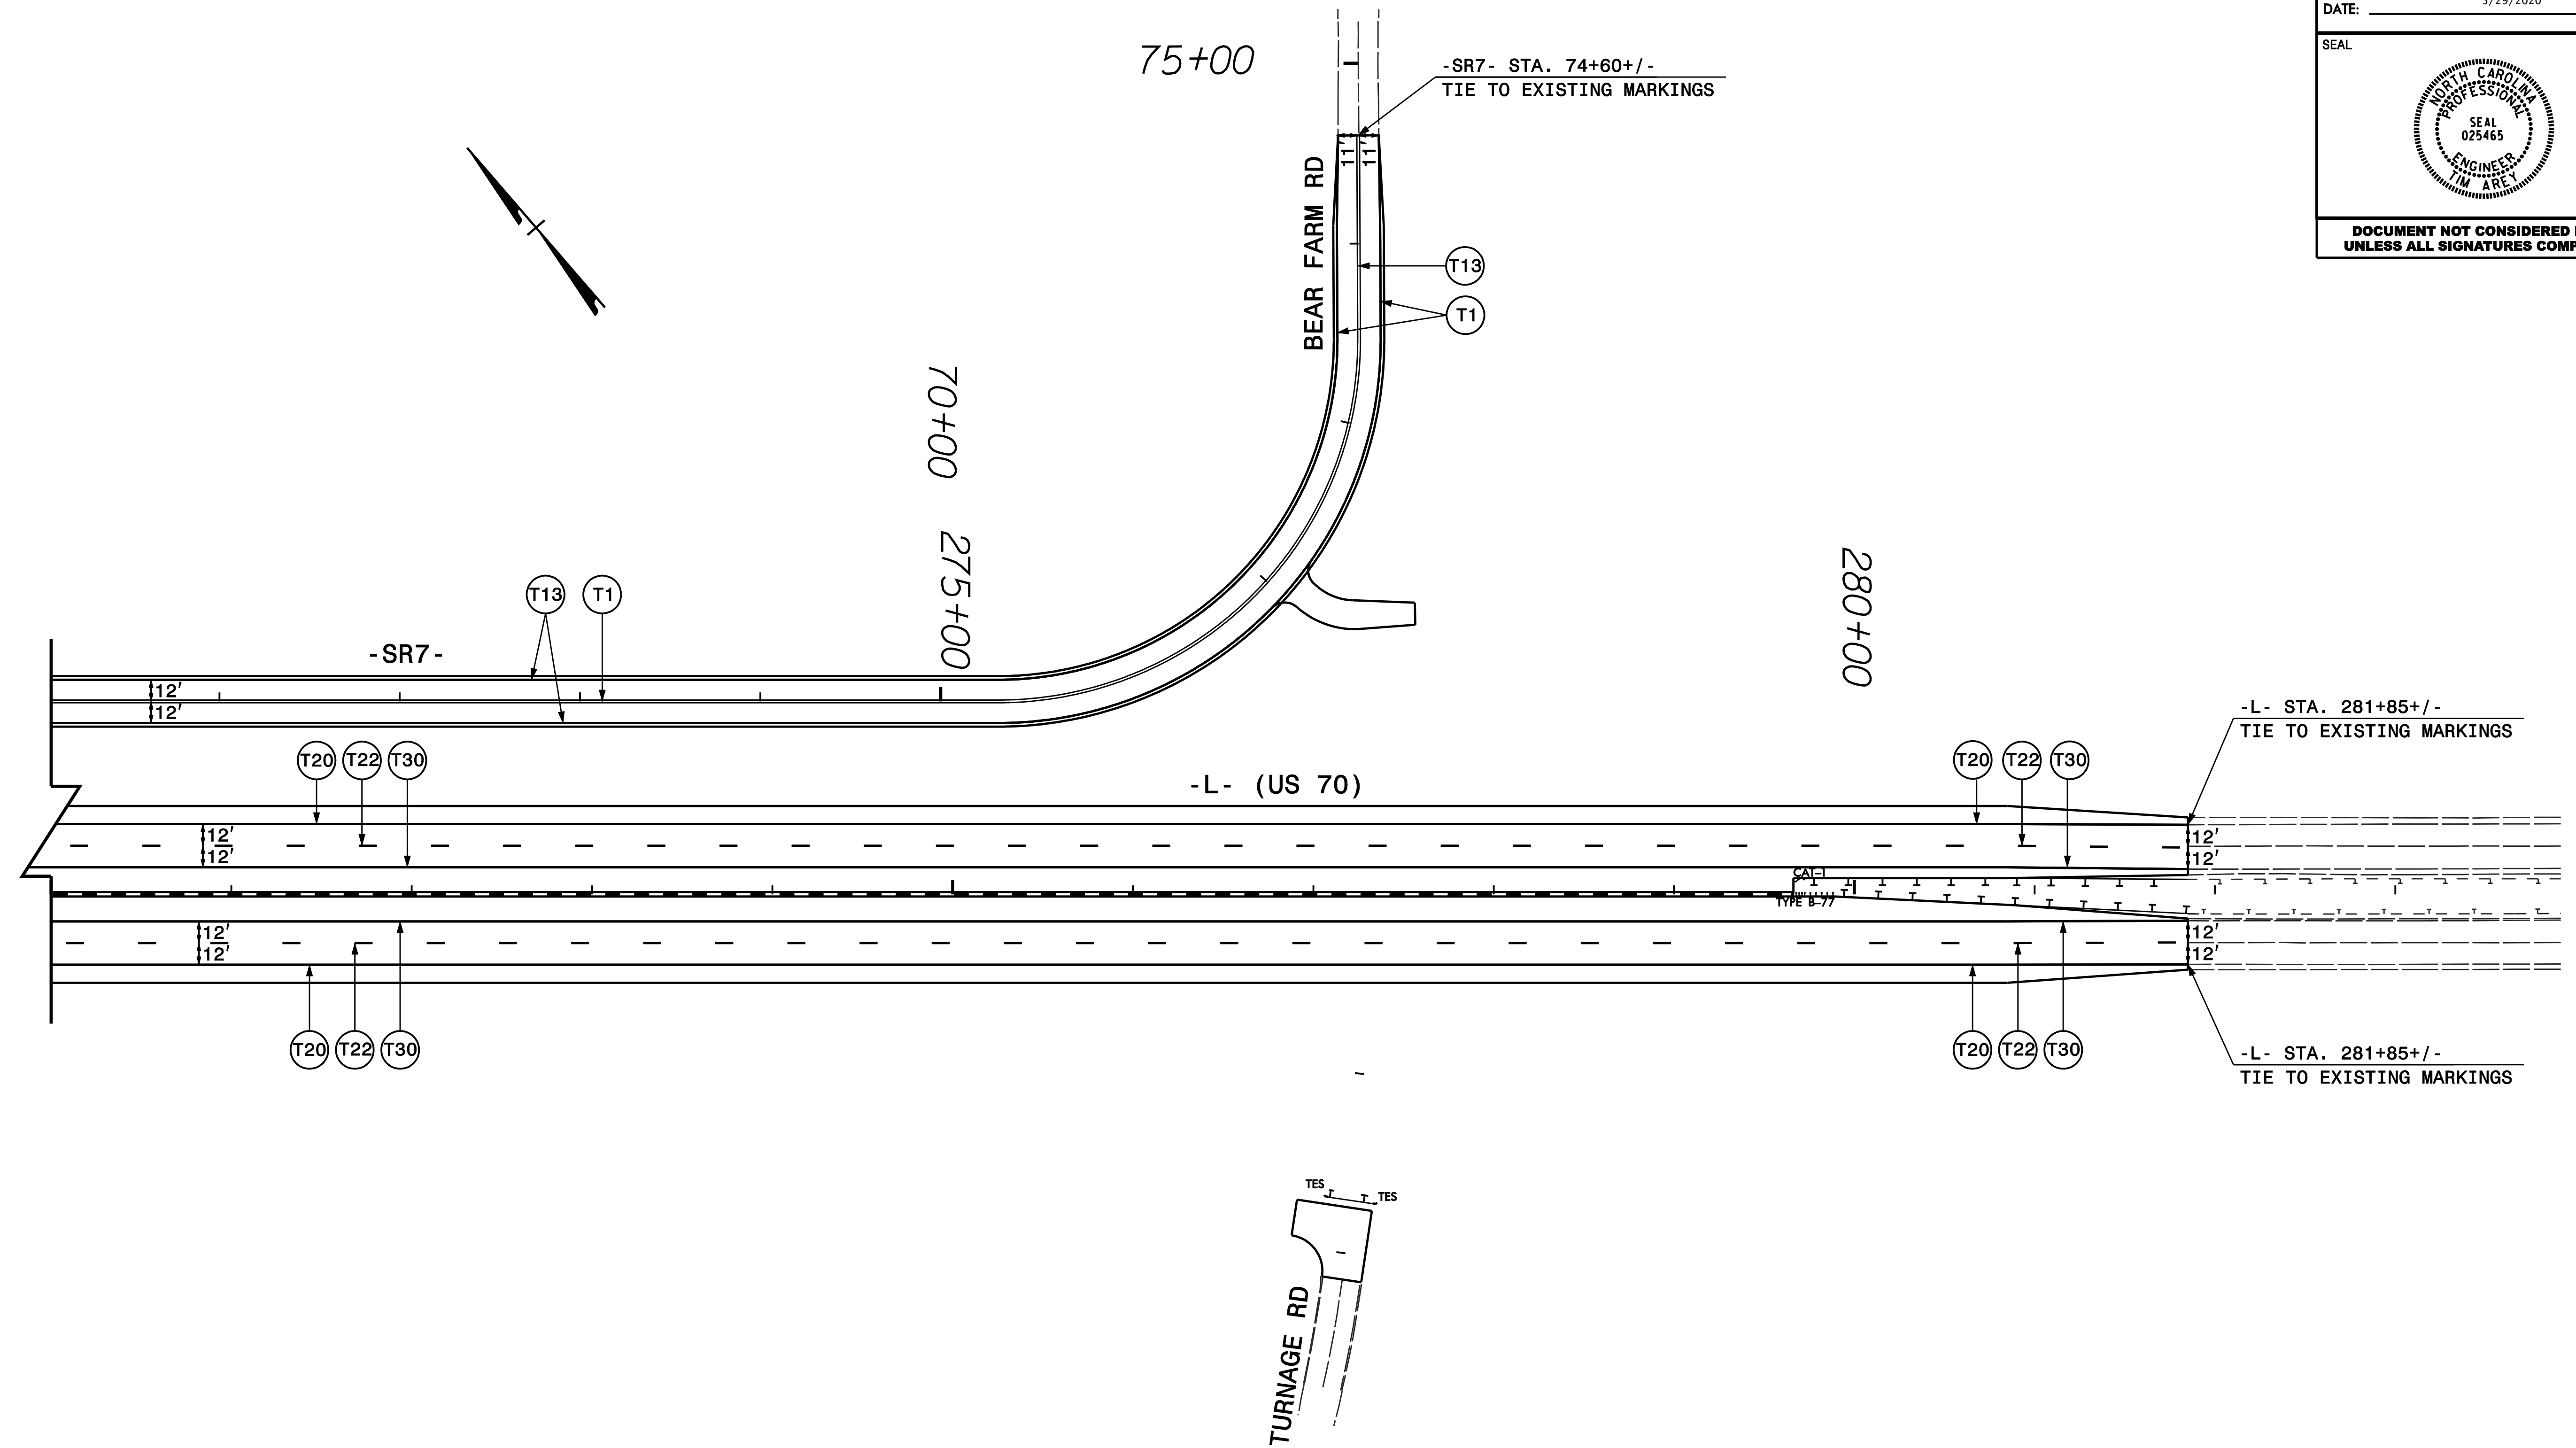 DATE:
SEAL
NORTH CAROLINA
PROFESSIONAL
SEAL
025465
ENGINEER
TIM AREY
DOCUMENT NOT CONSIDERED
UNLESS ALL SIGNATURES
75+00
-SR7- STA. 74+60+/-
TIE TO EXISTING MARKINGS
11'
11'
BEAR FARM RD
T13
T1
70+00
275+00
280+00
T13
T1
-SR7-
12'
12'
-L- STA. 281+85+/-
TIE TO EXISTING MARKINGS
T20
T22
T30
-L- (US 70)
T20
T22
T30
12'
12'
12'
12'
CAT-1
TYPE B-77
12'
12'
12'
12'
T20
T22
T30
T20
T22
T30
-L- STA. 281+85+/-
TIE TO EXISTING MARKINGS
TES
TES
TURNAGE RD